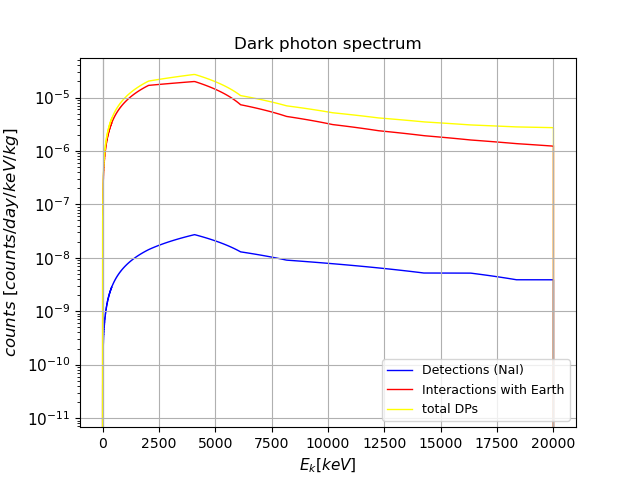 Dark photon spectrum
counts [counts/day/keV/kg]
10⁻⁵
10⁻⁶
10⁻⁷
10⁻⁸
10⁻⁹
10⁻¹⁰
10⁻¹¹
Detections (NaI)
Interactions with Earth
total DPs
0 2500 5000 7500 10000 12500 15000 17500 20000
Eₖ[keV]